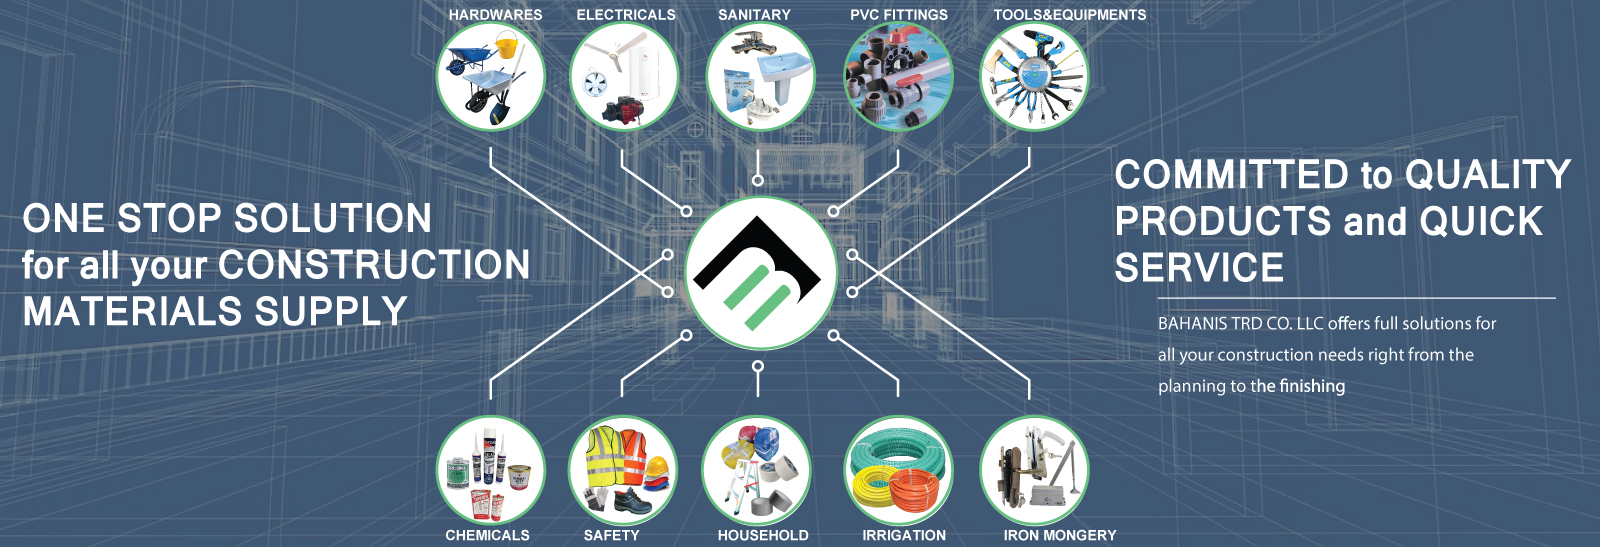 HARDWARES
ELECTRICALS
SANITARY
PVC FITTINGS
TOOLS&EQUIPMENTS
ONE STOP SOLUTION
for all your CONSTRUCTION
MATERIALS SUPPLY
COMMITTED to QUALITY
PRODUCTS and QUICK
SERVICE
BAHANIS TRD CO. LLC offers full solutions for
all your construction needs right from the
planning to the finishing
CHEMICALS
SAFETY
HOUSEHOLD
IRRIGATION
IRON MONGERY